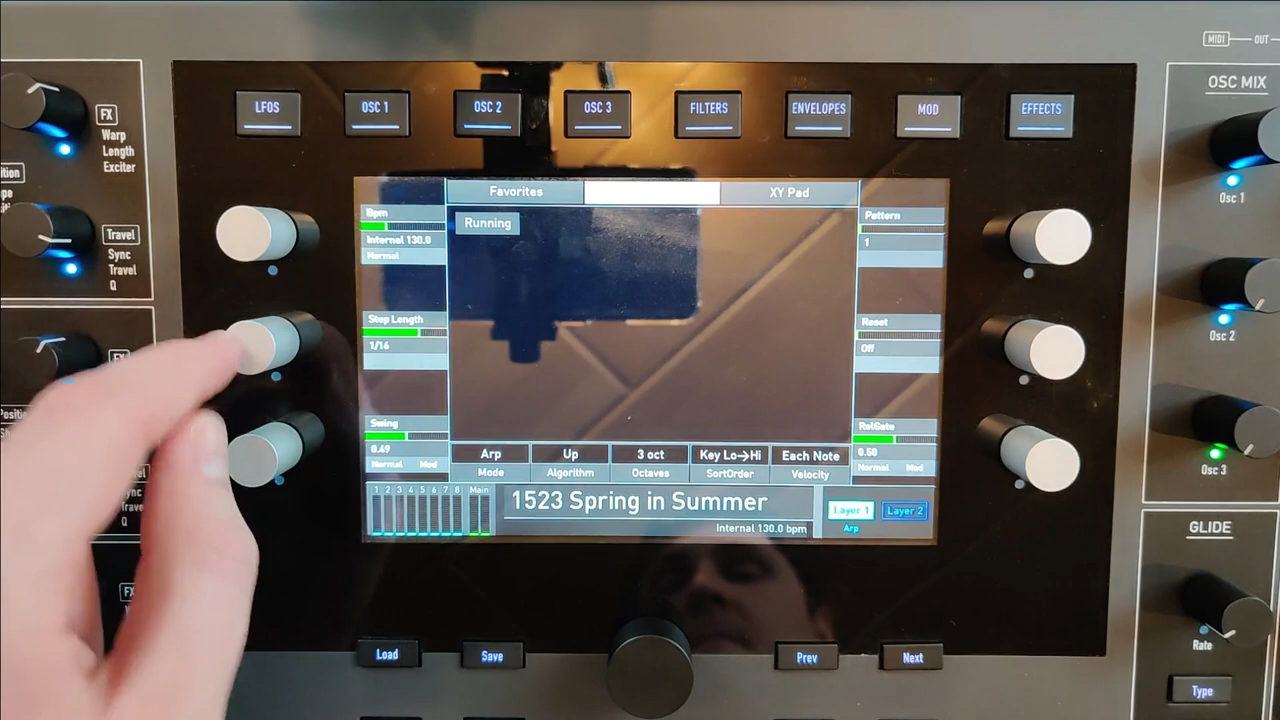 MIDI OUT
OSC MIX
LFOS OSC 1 OSC 2 OSC 3 FILTERS ENVELOPES MOD EFFECTS
FX
Warp
Length
Exciter
Travel
Sync
Travel
Q
Favorites XY Pad
Bpm
Internal 130.0
Normal
Running
Pattern
1
Step Length
1/16
Reset
Off
Swing
0.49
Normal Mod
RelGate
0.50
Normal Mod
Arp Up 3 oct Key Lo→Hi Each Note
Mode Algorithm Octaves SortOrder Velocity
1 2 3 4 5 6 7 8 Main
1523 Spring in Summer
Internal 130.0 bpm
Layer 1 Layer 2
Arp
Osc 1
Osc 2
Osc 3
GLIDE
Rate
Type
Load Save Prev Next